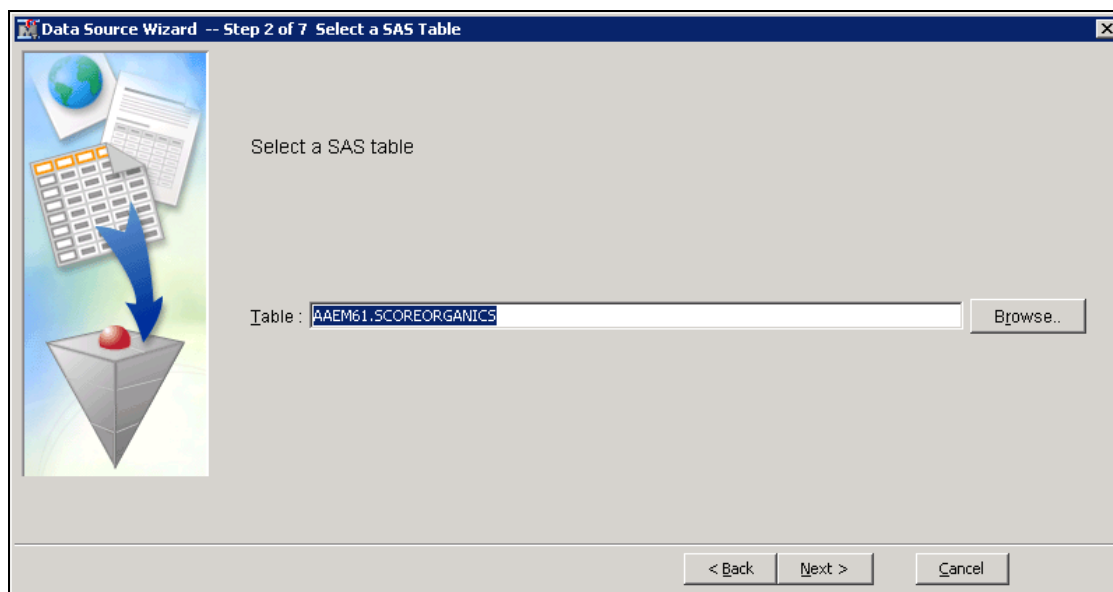 Data Source Wizard -- Step 2 of 7 Select a SAS Table
Select a SAS table
Table : AAEM61.SCOREORGANICS Browse..
< Back Next > Cancel